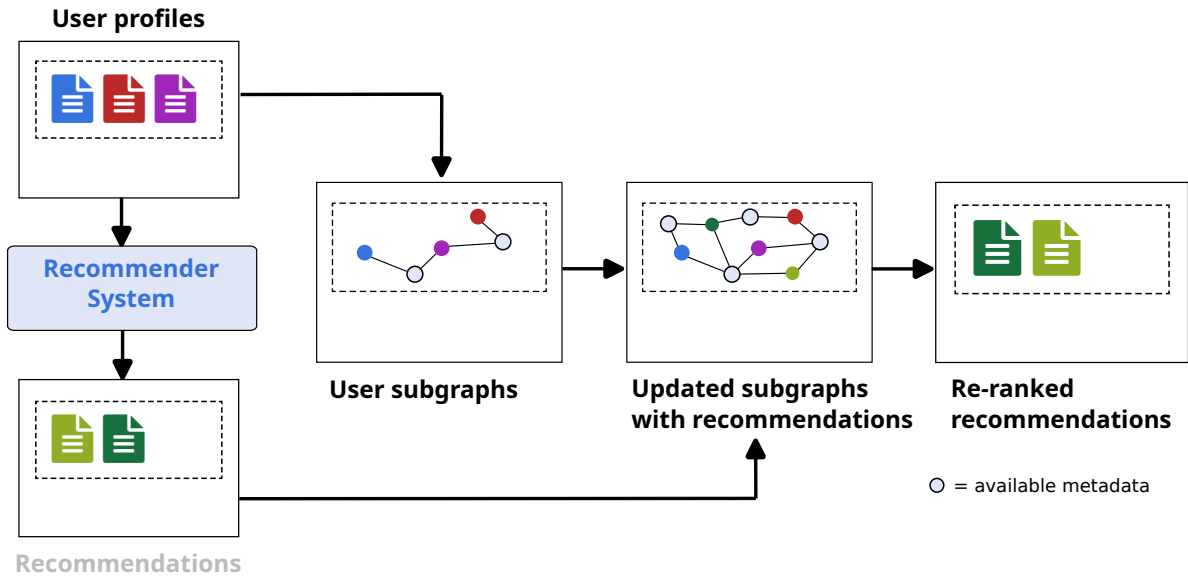 User profiles
Recommender
System
Recommendations
User subgraphs
Updated subgraphs
with recommendations
Re-ranked
recommendations
= available metadata